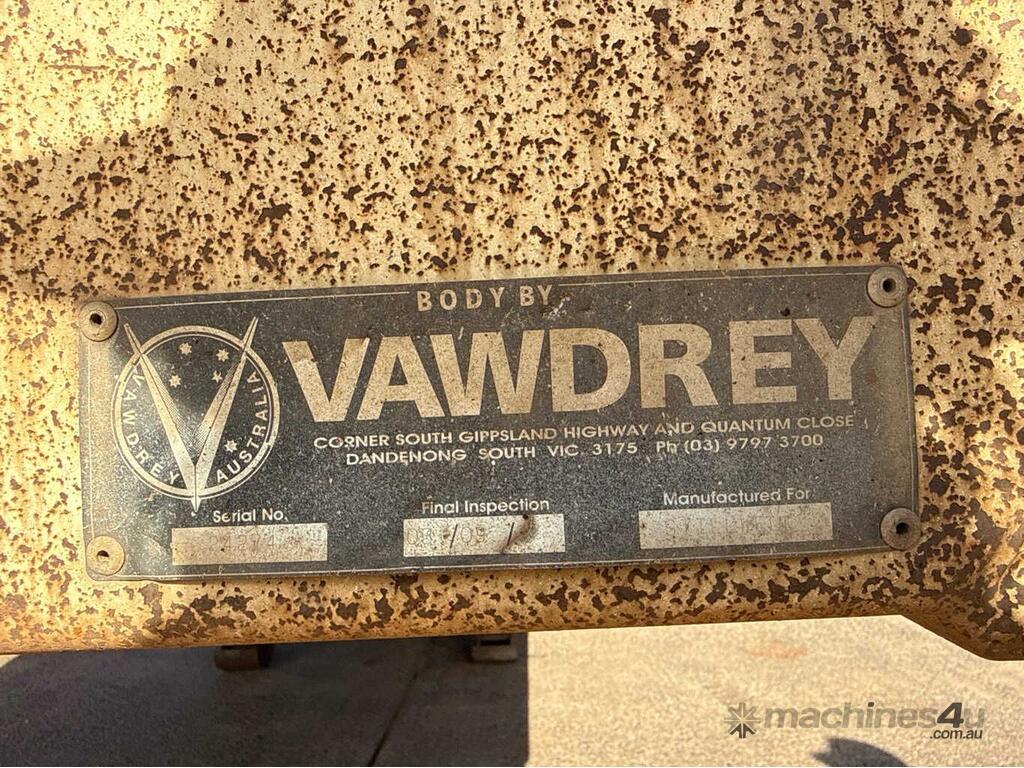 BODY BY
VAWDREY
CORNER SOUTH GIPPSLAND HIGHWAY AND QUANTUM CLOSE
DANDENONG SOUTH VIC 3175 Ph (03) 9797 3700
VAWDREY AUSTRALIA
Serial No. Final Inspection Manufactured For
machines4u
.com.au